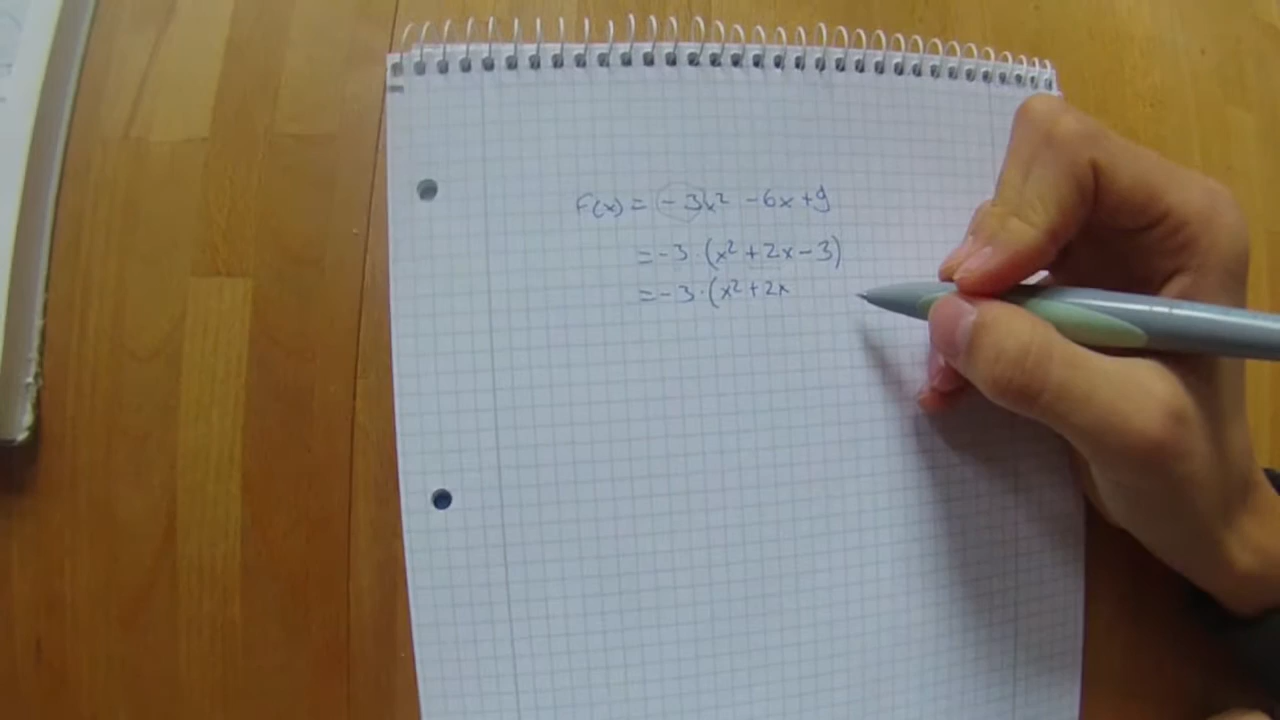 f(x) = -3x² - 6x + 9
= -3 · (x² + 2x - 3)
= -3 · (x² + 2x